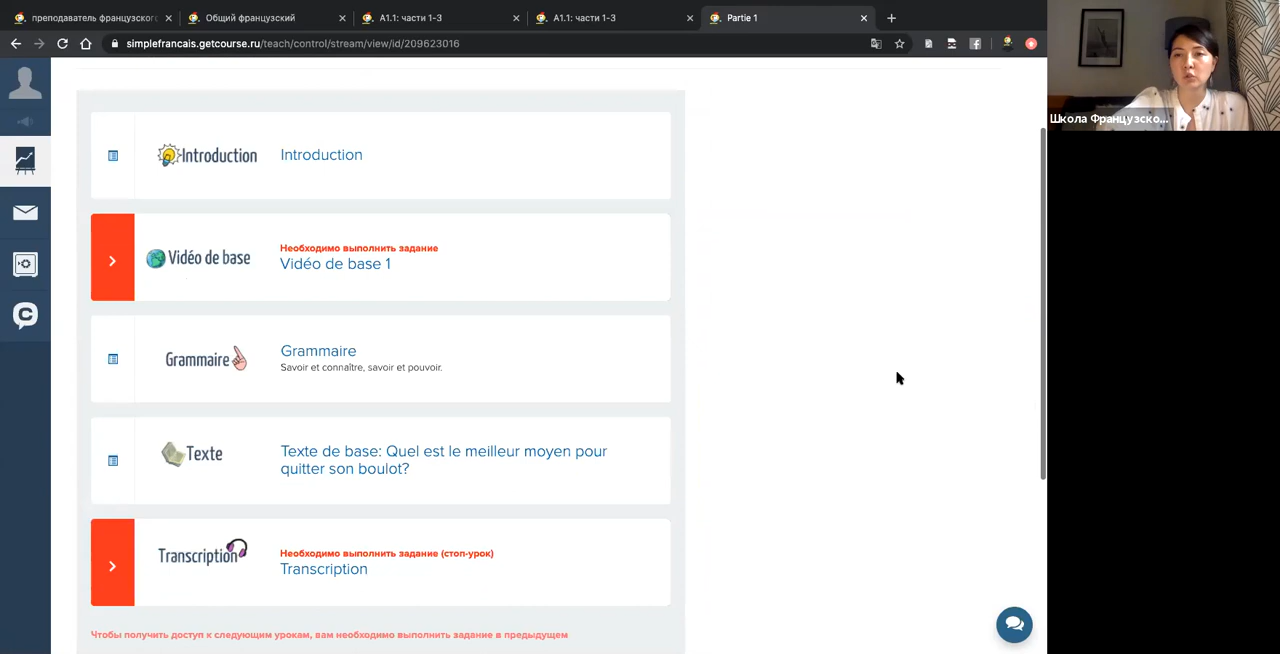 преподаватель французског
Общий французский
A1.1: части 1-3
A1.1: части 1-3
Partie 1
simplefrancais.getcourse.ru/teach/control/stream/view/id/209623016
Школа Французско...
Introduction
Introduction
Необходимо выполнить задание
Vidéo de base
Vidéo de base 1
Grammaire
Grammaire
Savoir et connaître, savoir et pouvoir.
Texte
Texte de base: Quel est le meilleur moyen pour
quitter son boulot?
Необходимо выполнить задание (стоп-урок)
Transcription
Transcription
Чтобы получить доступ к следующим урокам, вам необходимо выполнить задание в предыдущем